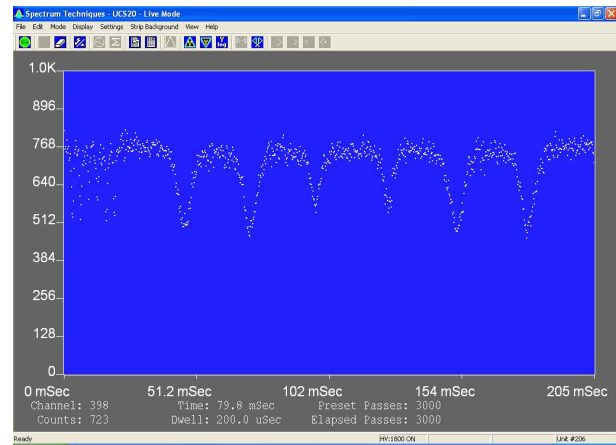 Spectrum Techniques - UCS20 - Live Mode
File Edit Mode Display Settings Strip Background View Help
1.0K
896
768
640
512
384
256
128
0
0 mSec 51.2 mSec 102 mSec 154 mSec 205 mSec
Channel: 398 Time: 79.8 mSec Preset Passes: 3000
Counts: 723 Dwell: 200.0 uSec Elapsed Passes: 3000
Ready HV:1800 ON Unit #206